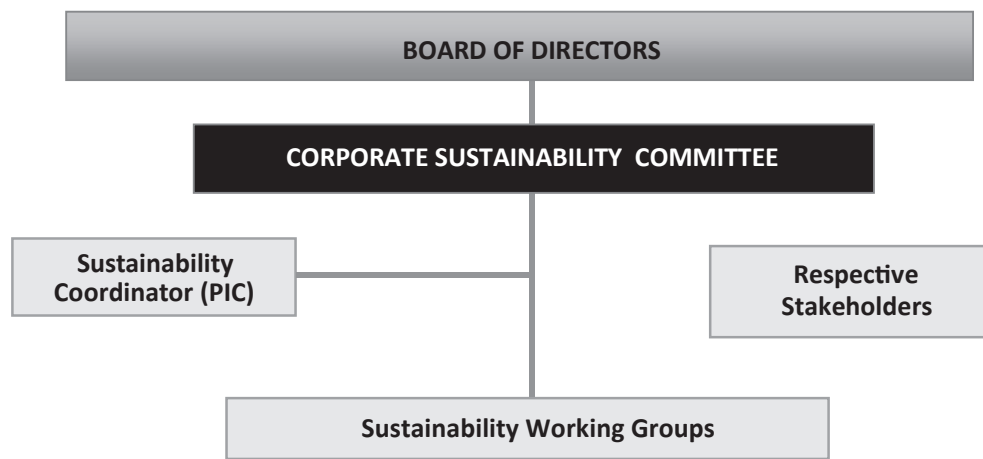 BOARD OF DIRECTORS
CORPORATE SUSTAINABILITY COMMITTEE
Sustainability
Coordinator (PIC)
Respective
Stakeholders
Sustainability Working Groups